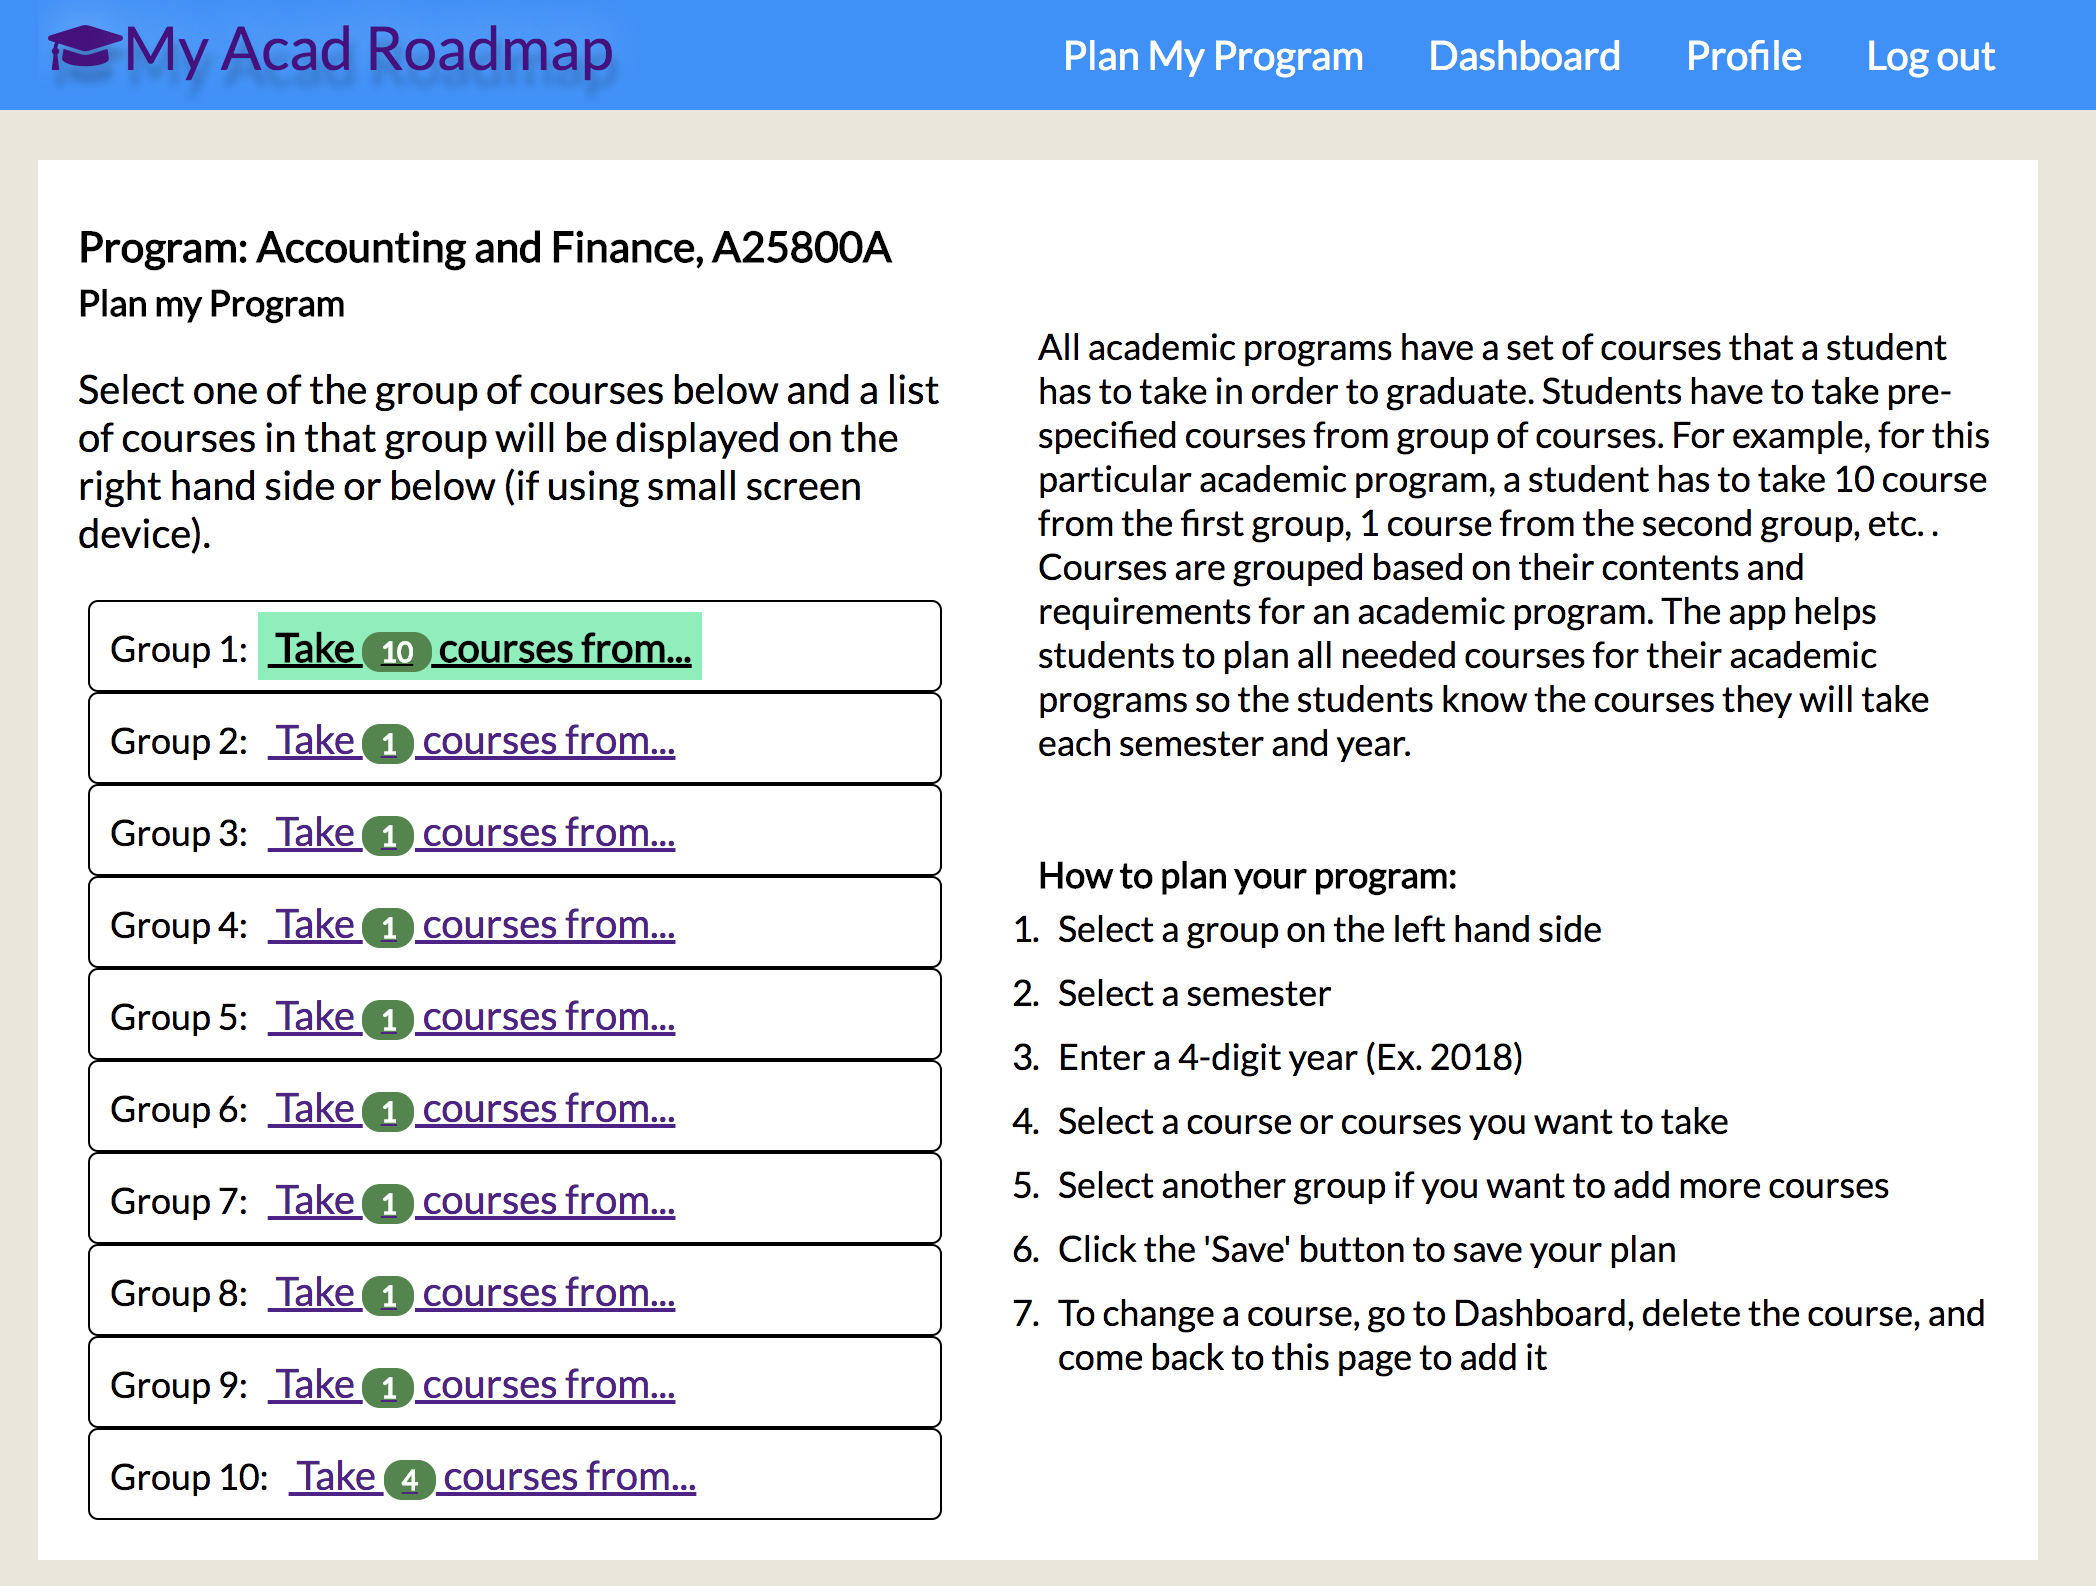 My Acad Roadmap
Plan My Program
Dashboard
Profile
Log out
Program: Accounting and Finance, A25800A
Plan my Program
Select one of the group of courses below and a list
of courses in that group will be displayed on the
right hand side or below (if using small screen
device).
Group 1: Take 10 courses from...
Group 2: Take 1 courses from...
Group 3: Take 1 courses from...
Group 4: Take 1 courses from...
Group 5: Take 1 courses from...
Group 6: Take 1 courses from...
Group 7: Take 1 courses from...
Group 8: Take 1 courses from...
Group 9: Take 1 courses from...
Group 10: Take 4 courses from...
All academic programs have a set of courses that a student
has to take in order to graduate. Students have to take pre-
specified courses from group of courses. For example, for this
particular academic program, a student has to take 10 course
from the first group, 1 course from the second group, etc. .
Courses are grouped based on their contents and
requirements for an academic program. The app helps
students to plan all needed courses for their academic
programs so the students know the courses they will take
each semester and year.
How to plan your program:
1. Select a group on the left hand side
2. Select a semester
3. Enter a 4-digit year (Ex. 2018)
4. Select a course or courses you want to take
5. Select another group if you want to add more courses
6. Click the 'Save' button to save your plan
7. To change a course, go to Dashboard, delete the course, and
come back to this page to add it